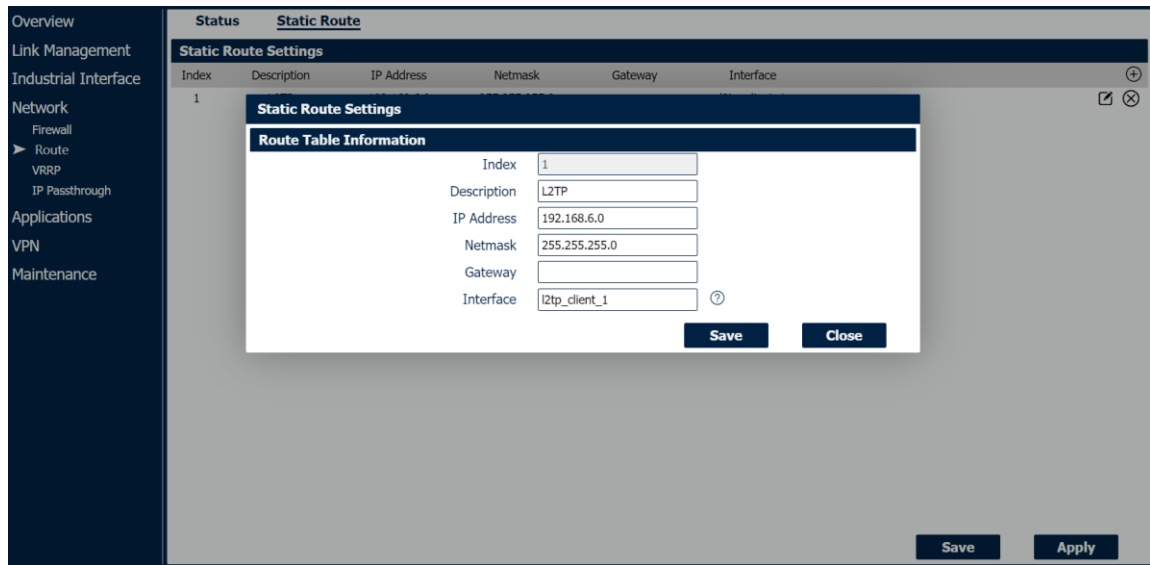 Overview
Link Management
Industrial Interface
Network
Firewall
Route
VRRP
IP Passthrough
Applications
VPN
Maintenance
Status Static Route
Static Route Settings
Index Description IP Address Netmask Gateway Interface
1
Static Route Settings
Route Table Information
Index 1
Description L2TP
IP Address 192.168.6.0
Netmask 255.255.255.0
Gateway
Interface l2tp_client_1 ?
Save Close
Save Apply